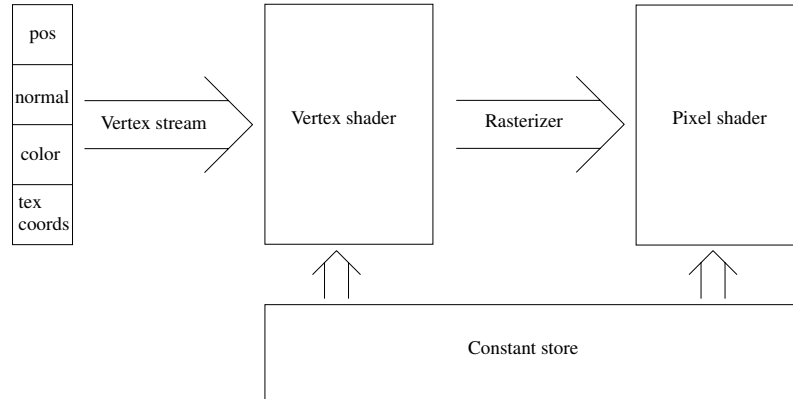 pos
normal
color
tex
coords
Vertex stream
Vertex shader
Rasterizer
Pixel shader
Constant store